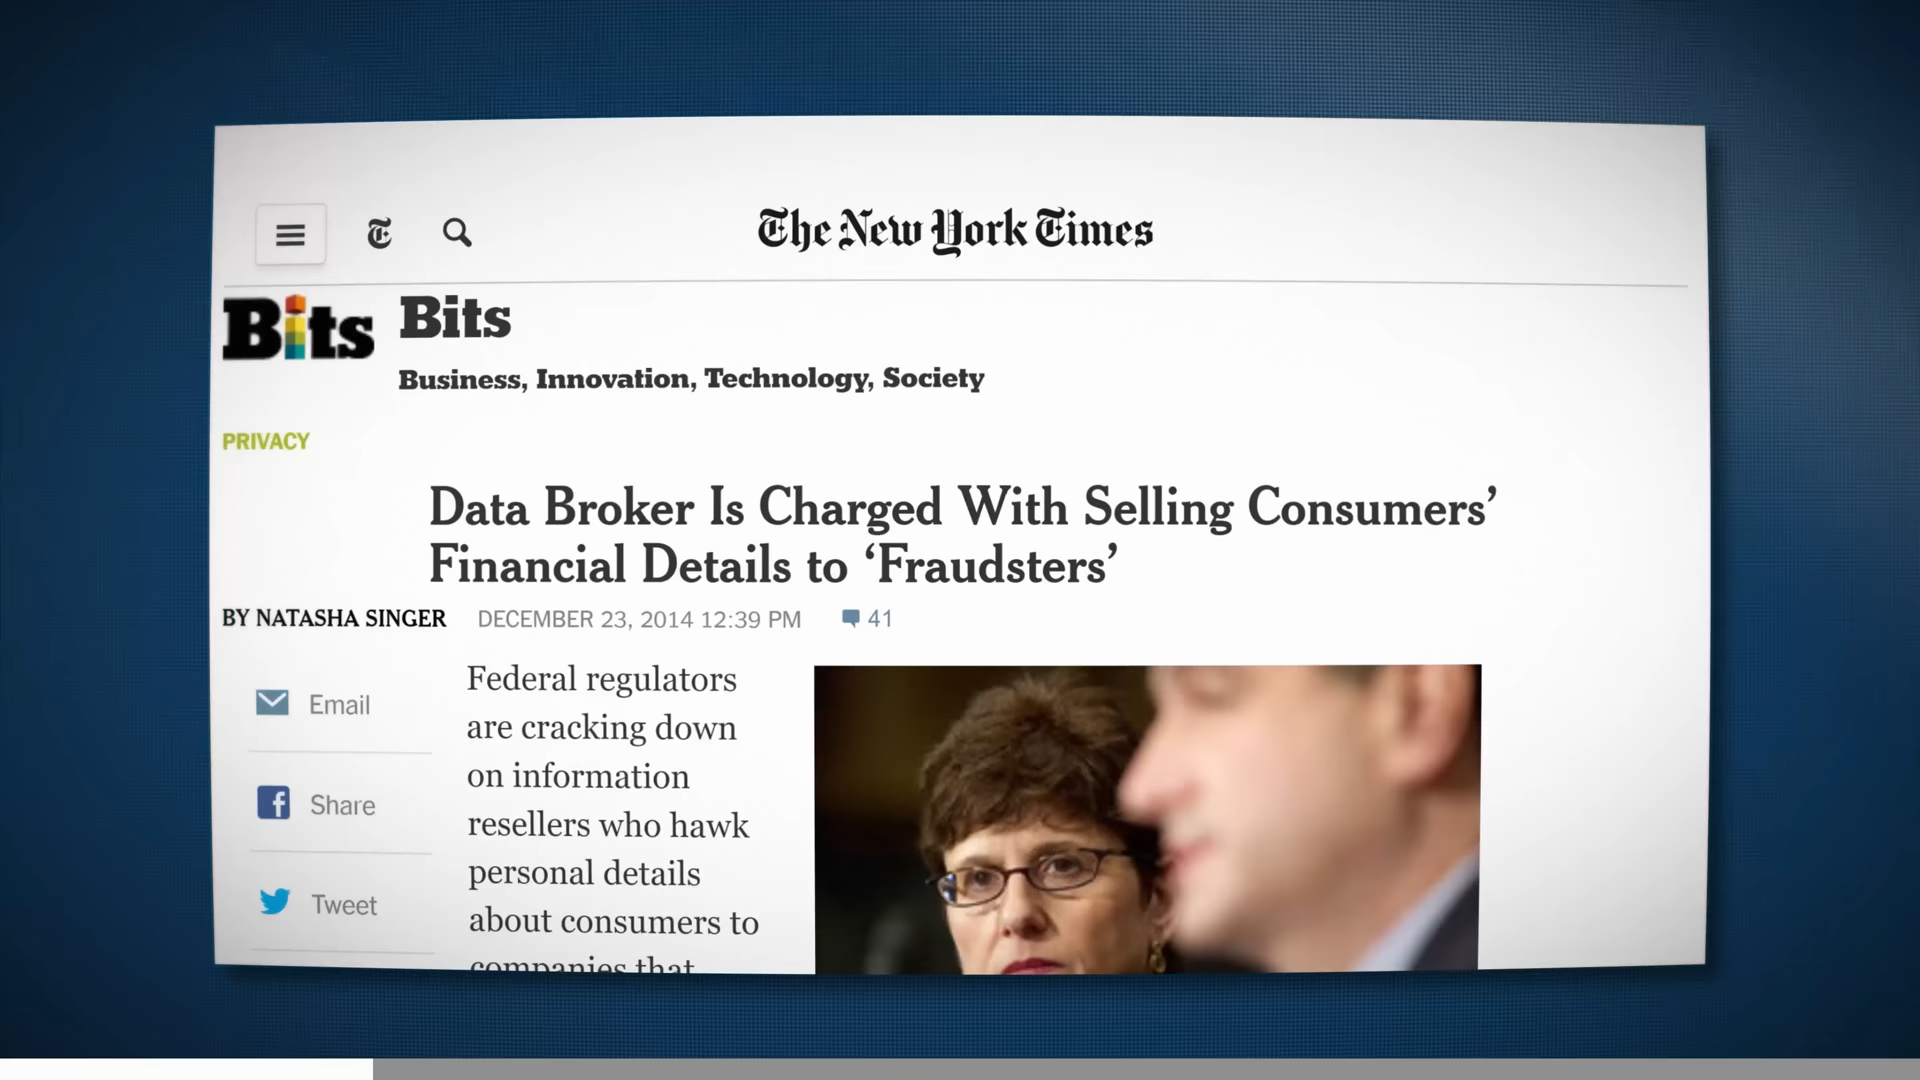 The New York Times
Bits Bits
Business, Innovation, Technology, Society
PRIVACY
Data Broker Is Charged With Selling Consumers’
Financial Details to ‘Fraudsters’
BY NATASHA SINGER DECEMBER 23, 2014 12:39 PM 41
Email
Share
Tweet
Federal regulators
are cracking down
on information
resellers who hawk
personal details
about consumers to
companies that